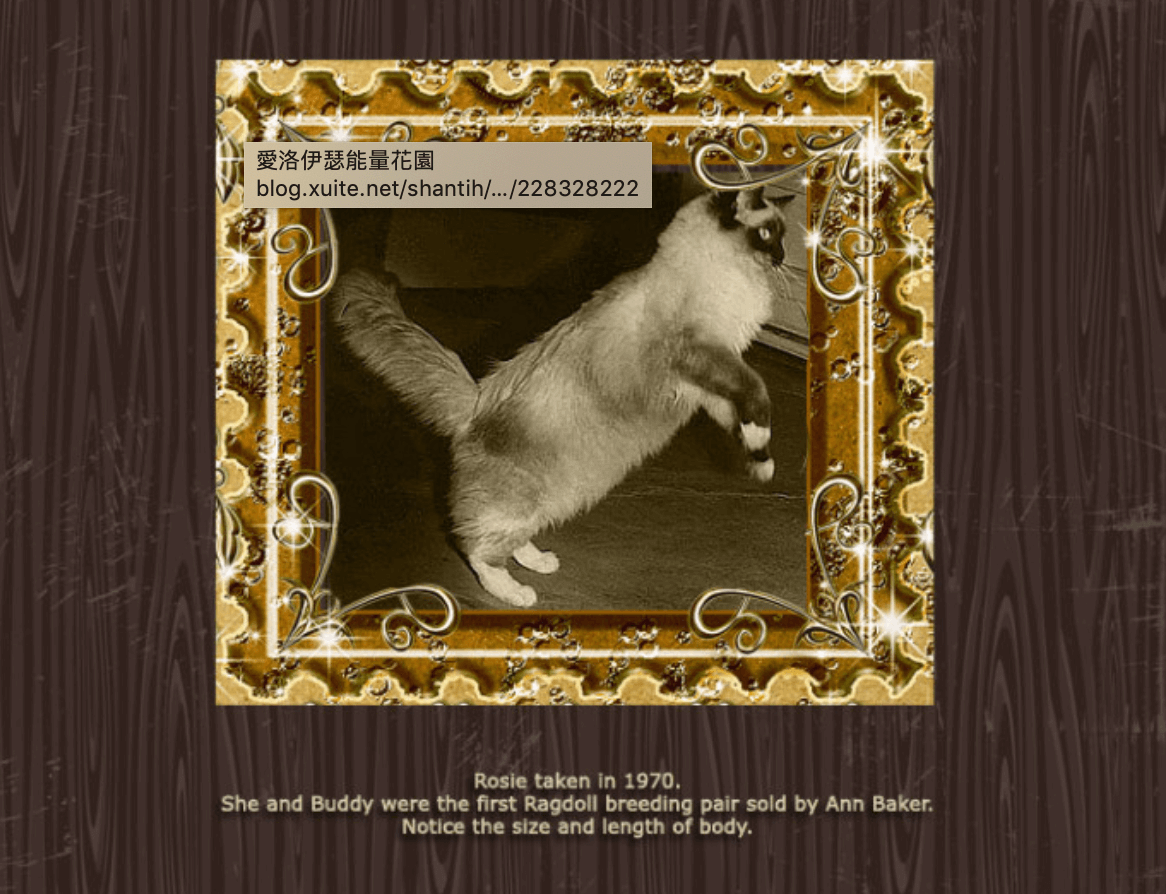 愛洛伊瑟能量花園
blog.xuite.net/shantih/.../228328222
Rosie taken in 1970.
She and Buddy were the first Ragdoll breeding pair sold by Ann Baker.
Notice the size and length of body.